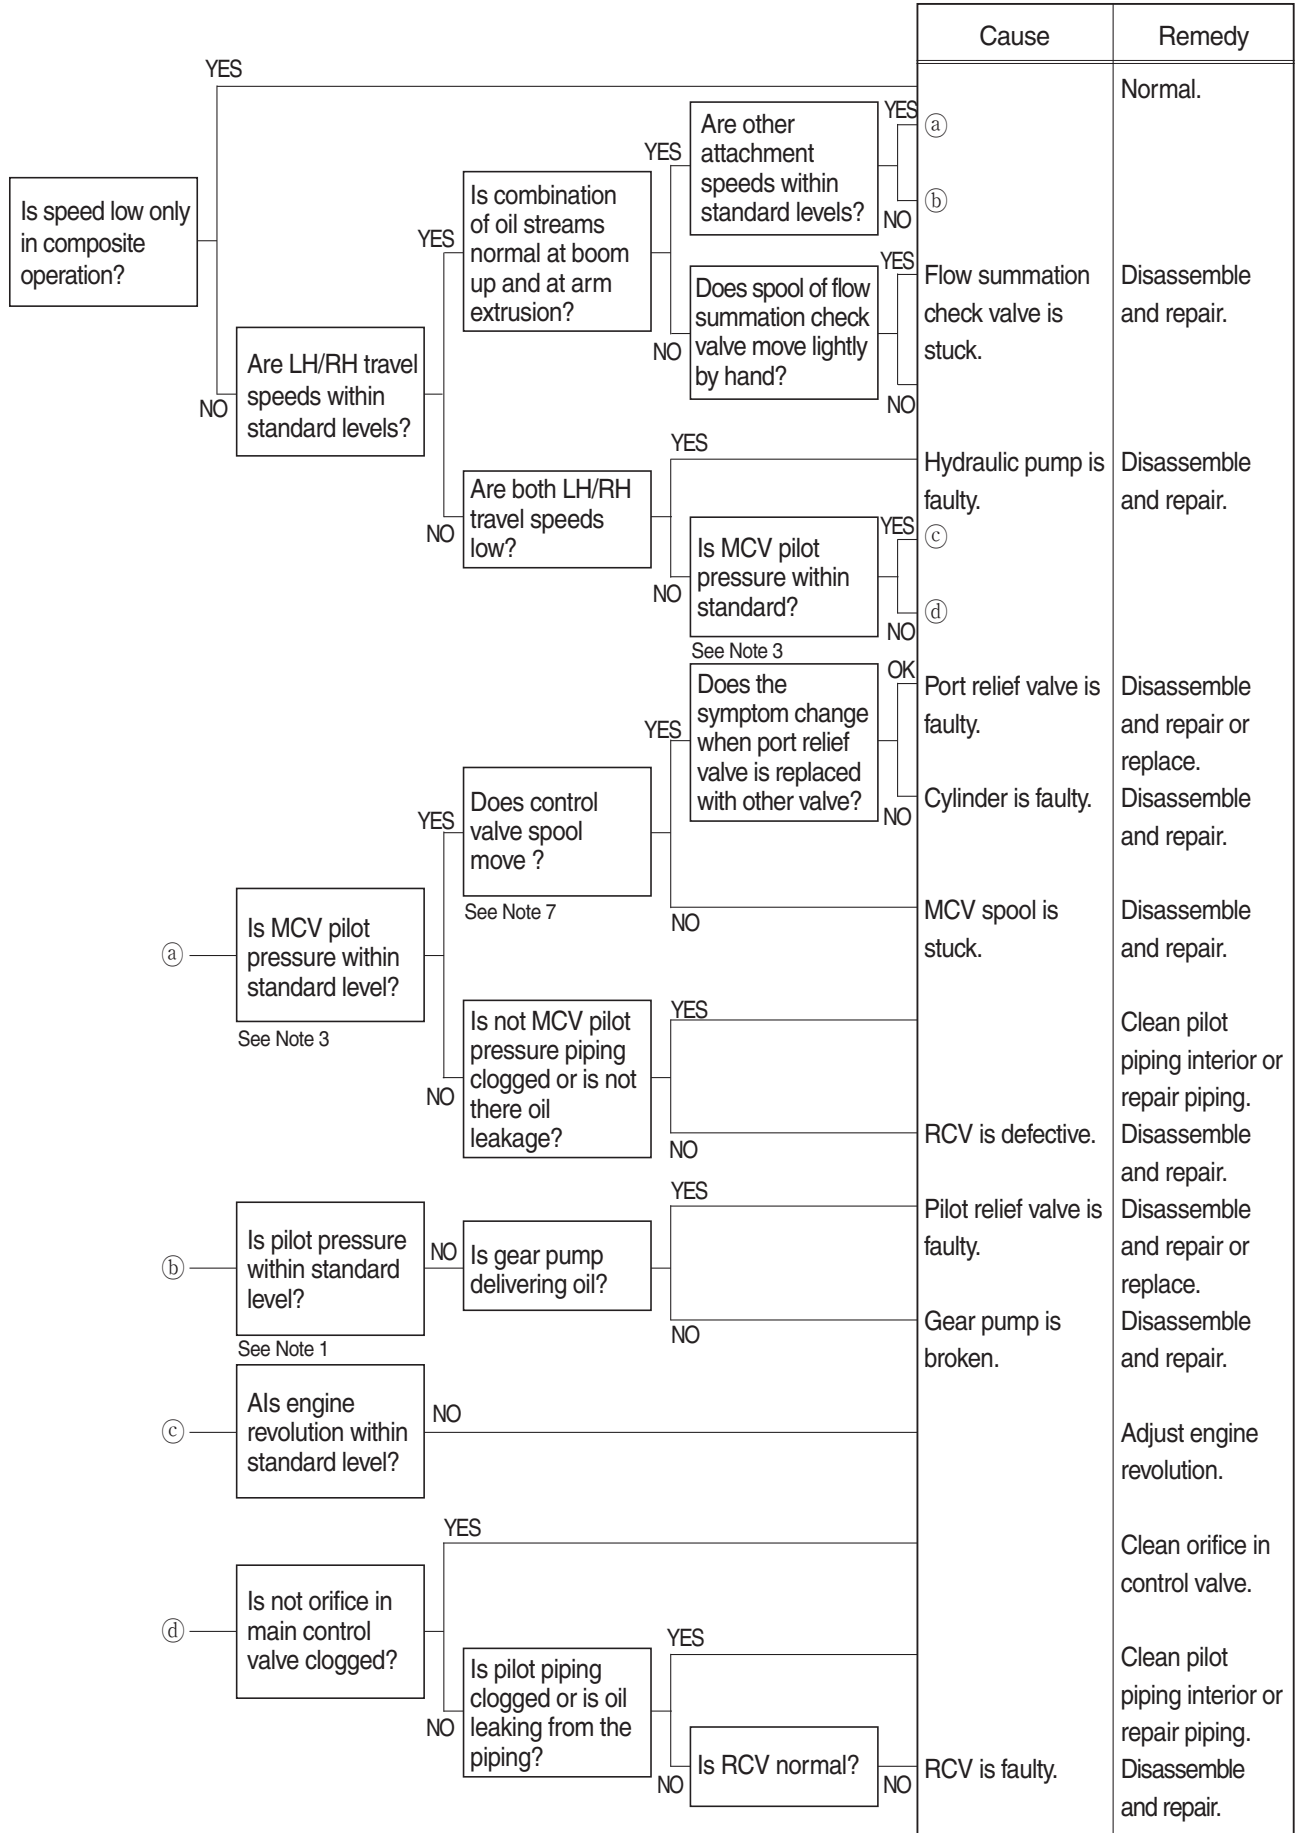 Cause
Remedy
YES
Normal.
Is speed low only
in composite
operation?
NO
Are LH/RH travel
speeds within
standard levels?
YES
Is combination
of oil streams
normal at boom
up and at arm
extrusion?
YES
Are other
attachment
speeds within
standard levels?
YES
ⓐ
ⓑ
NO
NO
Does spool of flow
summation check
valve move lightly
by hand?
YES
NO
Flow summation
check valve is
stuck.
Disassemble
and repair.
NO
Are both LH/RH
travel speeds
low?
YES
Hydraulic pump is
faulty.
Disassemble
and repair.
NO
Is MCV pilot
pressure within
standard?
See Note 3
YES
ⓒ
ⓓ
NO
ⓐ
Is MCV pilot
pressure within
standard level?
See Note 3
YES
Does control
valve spool
move ?
See Note 7
YES
Does the
symptom change
when port relief
valve is replaced
with other valve?
OK
Port relief valve is
faulty.
Disassemble
and repair or
replace.
NO
Cylinder is faulty.
Disassemble
and repair.
NO
MCV spool is
stuck.
Disassemble
and repair.
NO
Is not MCV pilot
pressure piping
clogged or is not
there oil
leakage?
YES
Clean pilot
piping interior or
repair piping.
NO
RCV is defective.
Disassemble
and repair.
ⓑ
Is pilot pressure
within standard
level?
See Note 1
NO
Is gear pump
delivering oil?
YES
Pilot relief valve is
faulty.
Disassemble
and repair or
replace.
NO
Gear pump is
broken.
Disassemble
and repair.
ⓒ
AIs engine
revolution within
standard level?
NO
Adjust engine
revolution.
ⓓ
Is not orifice in
main control
valve clogged?
YES
Clean orifice in
control valve.
NO
Is pilot piping
clogged or is oil
leaking from the
piping?
YES
Clean pilot
piping interior or
repair piping.
NO
Is RCV normal?
NO
RCV is faulty.
Disassemble
and repair.